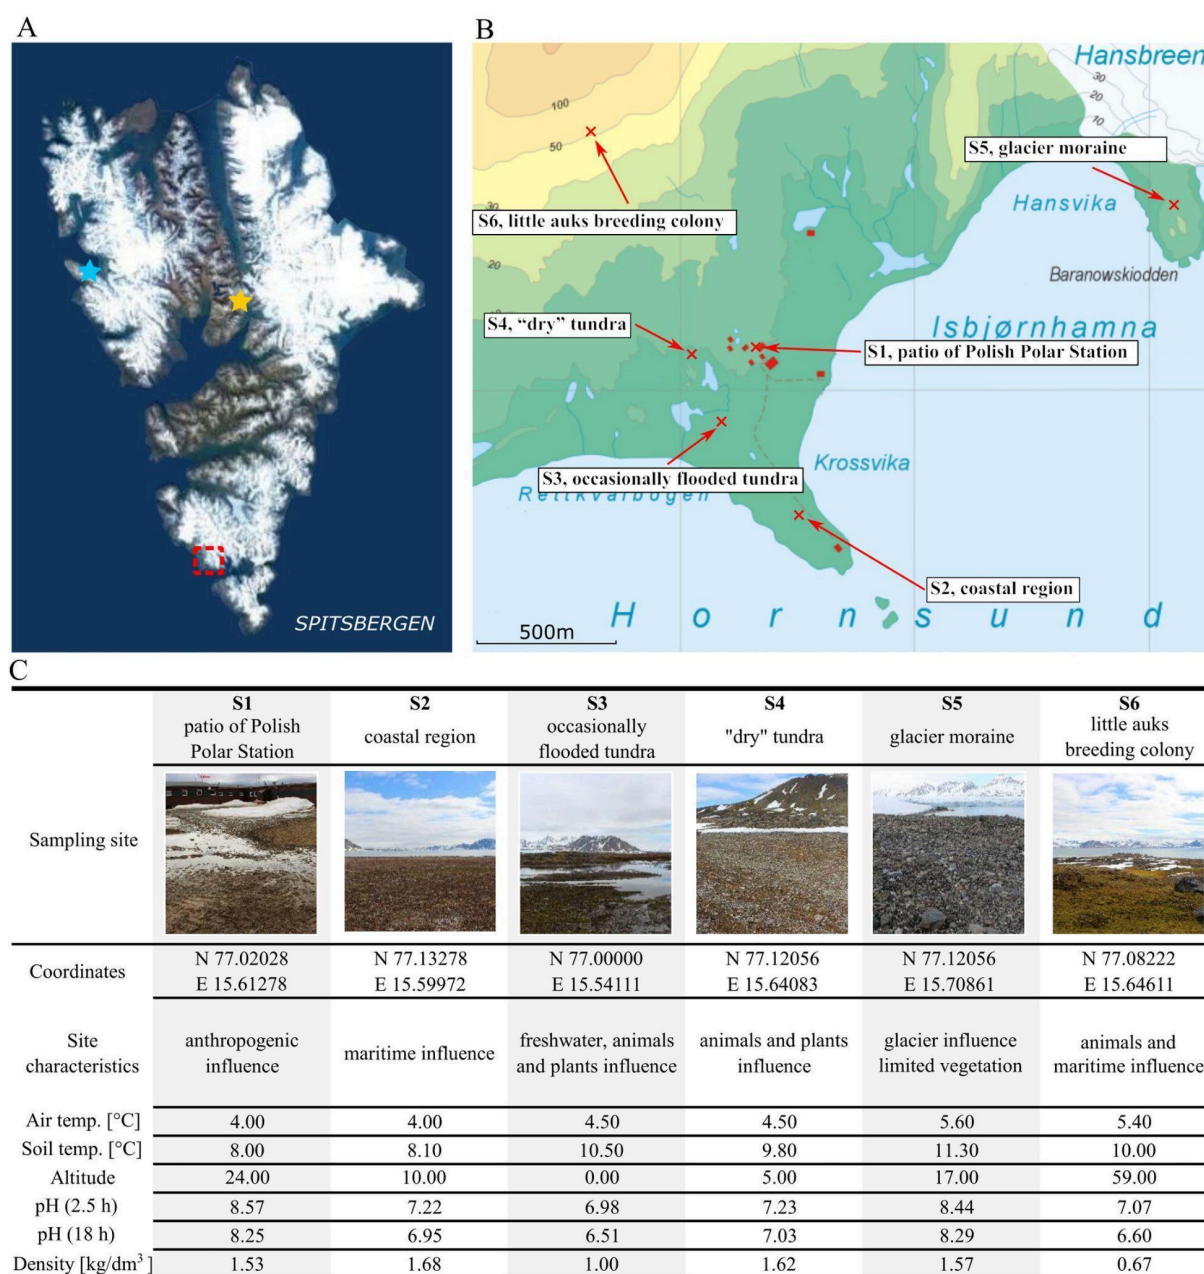 A
SPITSBERGEN
B
Hansbreen
30
20
10
100
50
30
20
10
S5, glacier moraine
S6, little auks breeding colony
Hansvika
Baranowskiodden
S4, “dry” tundra
Isbjørnhamna
S1, patio of Polish Polar Station
Krossvika
S3, occasionally flooded tundra
Rettkvalbogen
S2, coastal region
Hornsund
500m
C
S1 S2 S3 S4 S5 S6
patio of Polish Polar Station
coastal region
occasionally flooded tundra
"dry" tundra
glacier moraine
little auks breeding colony
Sampling site
Coordinates
N 77.02028 N 77.13278 N 77.00000 N 77.12056 N 77.12056 N 77.08222
E 15.61278 E 15.59972 E 15.54111 E 15.64083 E 15.70861 E 15.64611
Site characteristics
anthropogenic influence
maritime influence
freshwater, animals and plants influence
animals and plants influence
glacier influence limited vegetation
animals and maritime influence
Air temp. [°C] 4.00 4.00 4.50 4.50 5.60 5.40
Soil temp. [°C] 8.00 8.10 10.50 9.80 11.30 10.00
Altitude 24.00 10.00 0.00 5.00 17.00 59.00
pH (2.5 h) 8.57 7.22 6.98 7.23 8.44 7.07
pH (18 h) 8.25 6.95 6.51 7.03 8.29 6.60
Density [kg/dm³] 1.53 1.68 1.00 1.62 1.57 0.67